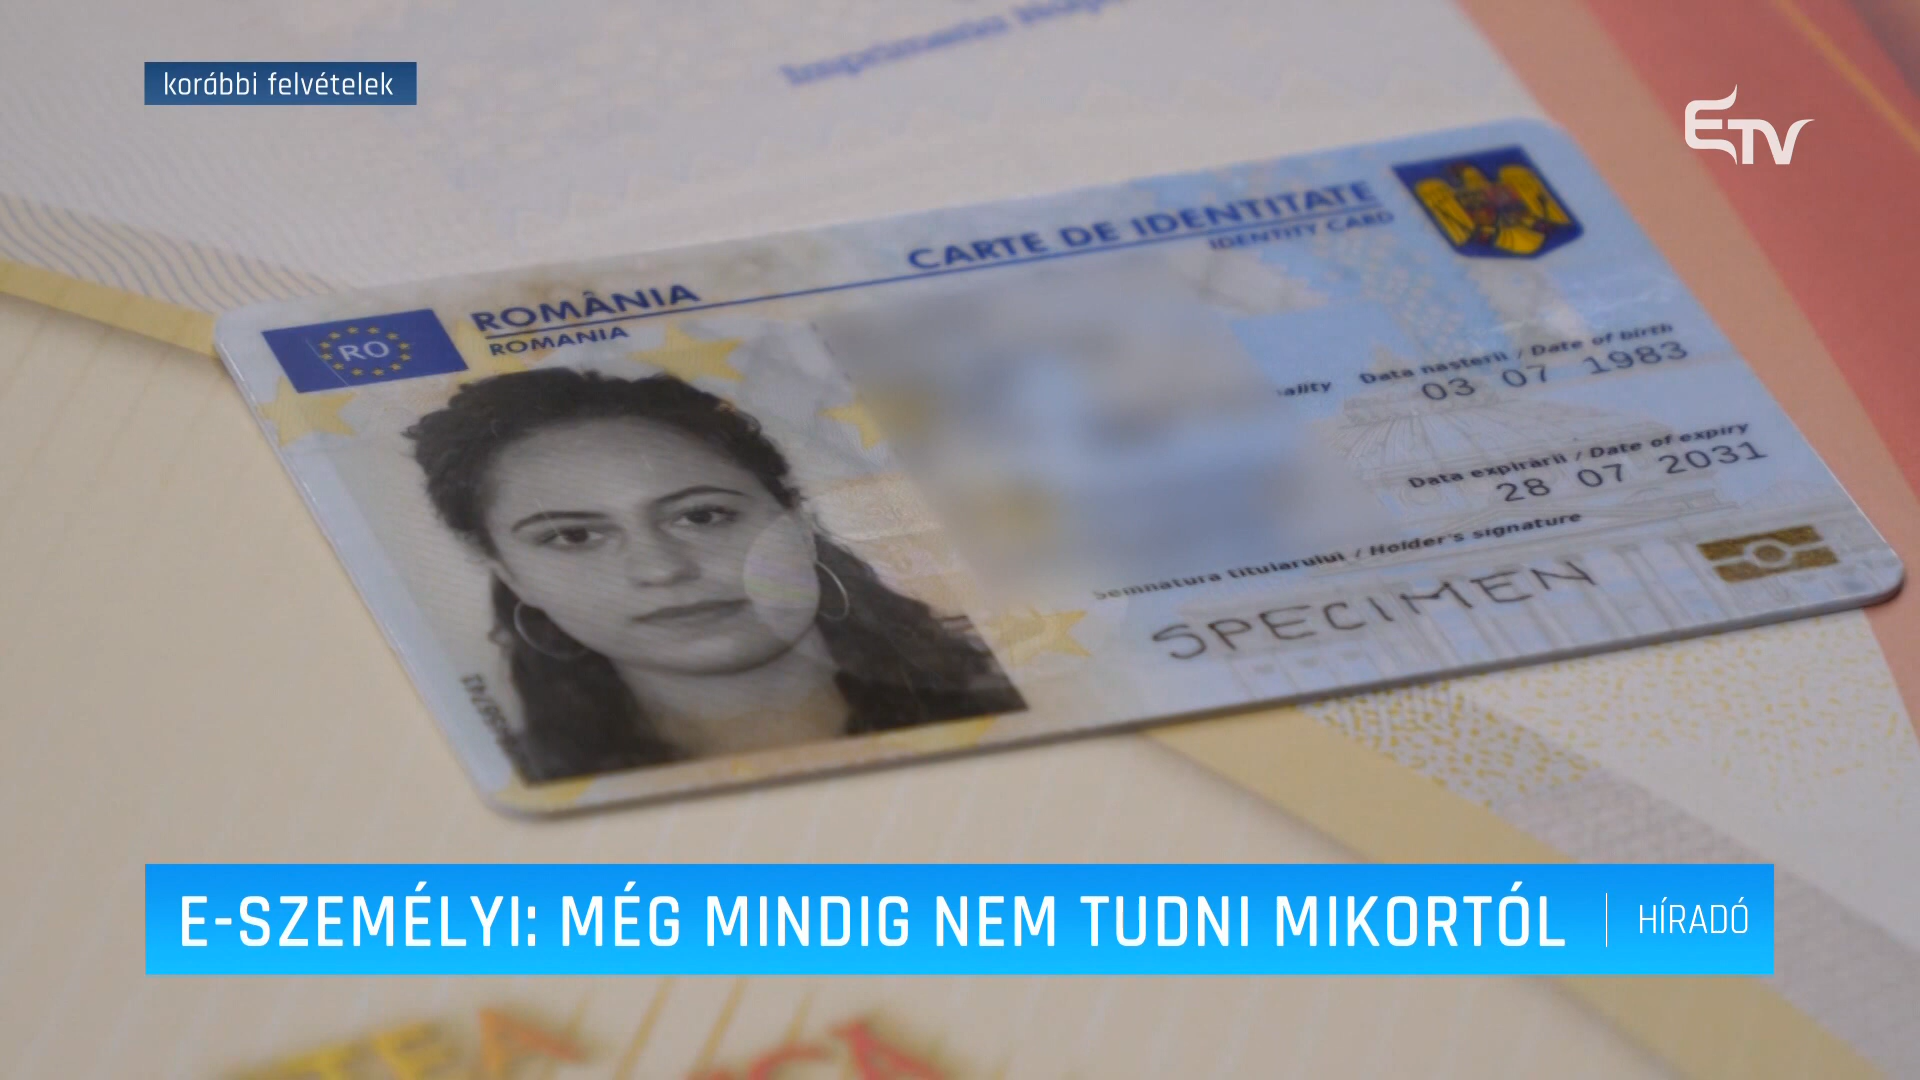 korábbi felvételek
ETV
CARTE DE IDENTITATE
IDENTITY CARD
ROMÂNIA
ROMANIA
RO
Data nașterii / Date of birth
03 07 1983
Data expirării / Date of expiry
28 07 2031
Semnatura titularului / Holder's signature
SPECIMEN
E-SZEMÉLYI: MÉG MINDIG NEM TUDNI MIKORTÓL
HÍRADÓ